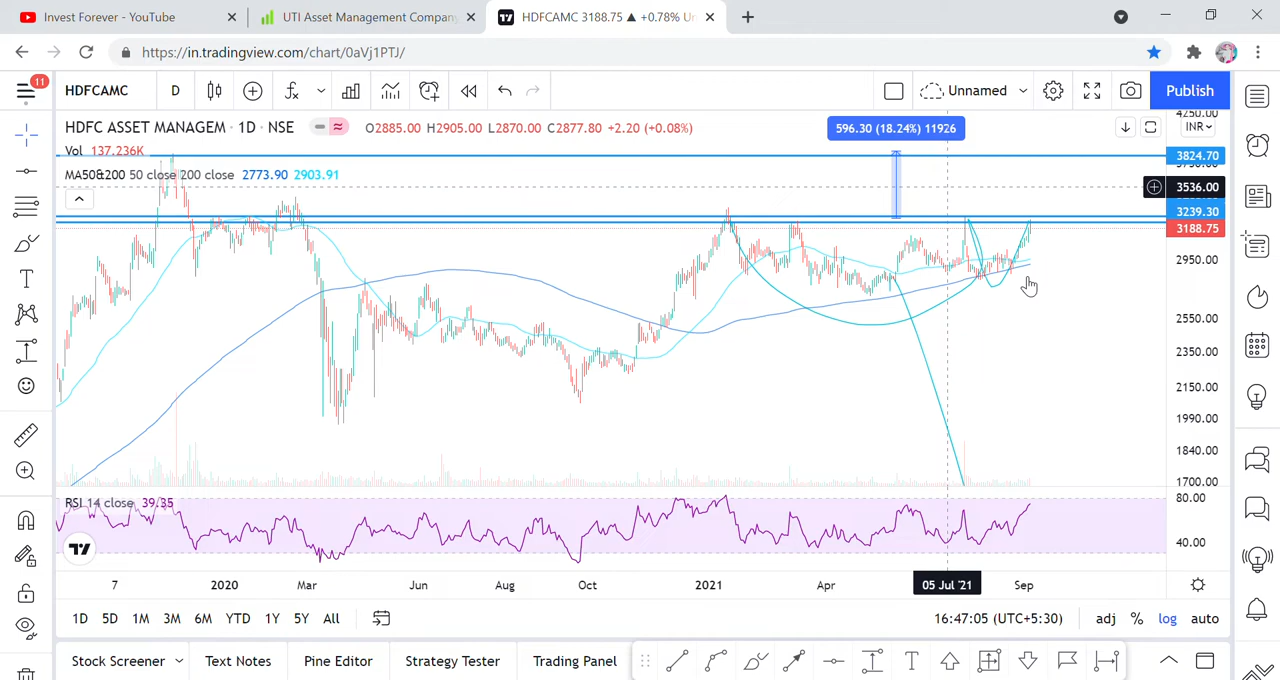 Invest Forever - YouTube
UTI Asset Management Company
HDFCAMC 3188.75 ▲ +0.78% Un
https://in.tradingview.com/chart/0aVj1PTJ/
11
HDFCAMC D Unnamed Publish
HDFC ASSET MANAGEM · 1D · NSE O2885.00 H2905.00 L2870.00 C2877.80 +2.20 (+0.08%)
Vol 137.236K
MA50&200 50 close 200 close 2773.90 2903.91
596.30 (18.24%) 11926
4250.00
INR
3824.70
3536.00
3239.30
3188.75
2950.00
2550.00
2350.00
2150.00
1990.00
1840.00
1700.00
RSI 14 close 39.35
80.00
40.00
7 2020 Mar Jun Aug Oct 2021 Apr 05 Jul '21 Sep
1D 5D 1M 3M 6M YTD 1Y 5Y All 16:47:05 (UTC+5:30) adj % log auto
Stock Screener Text Notes Pine Editor Strategy Tester Trading Panel